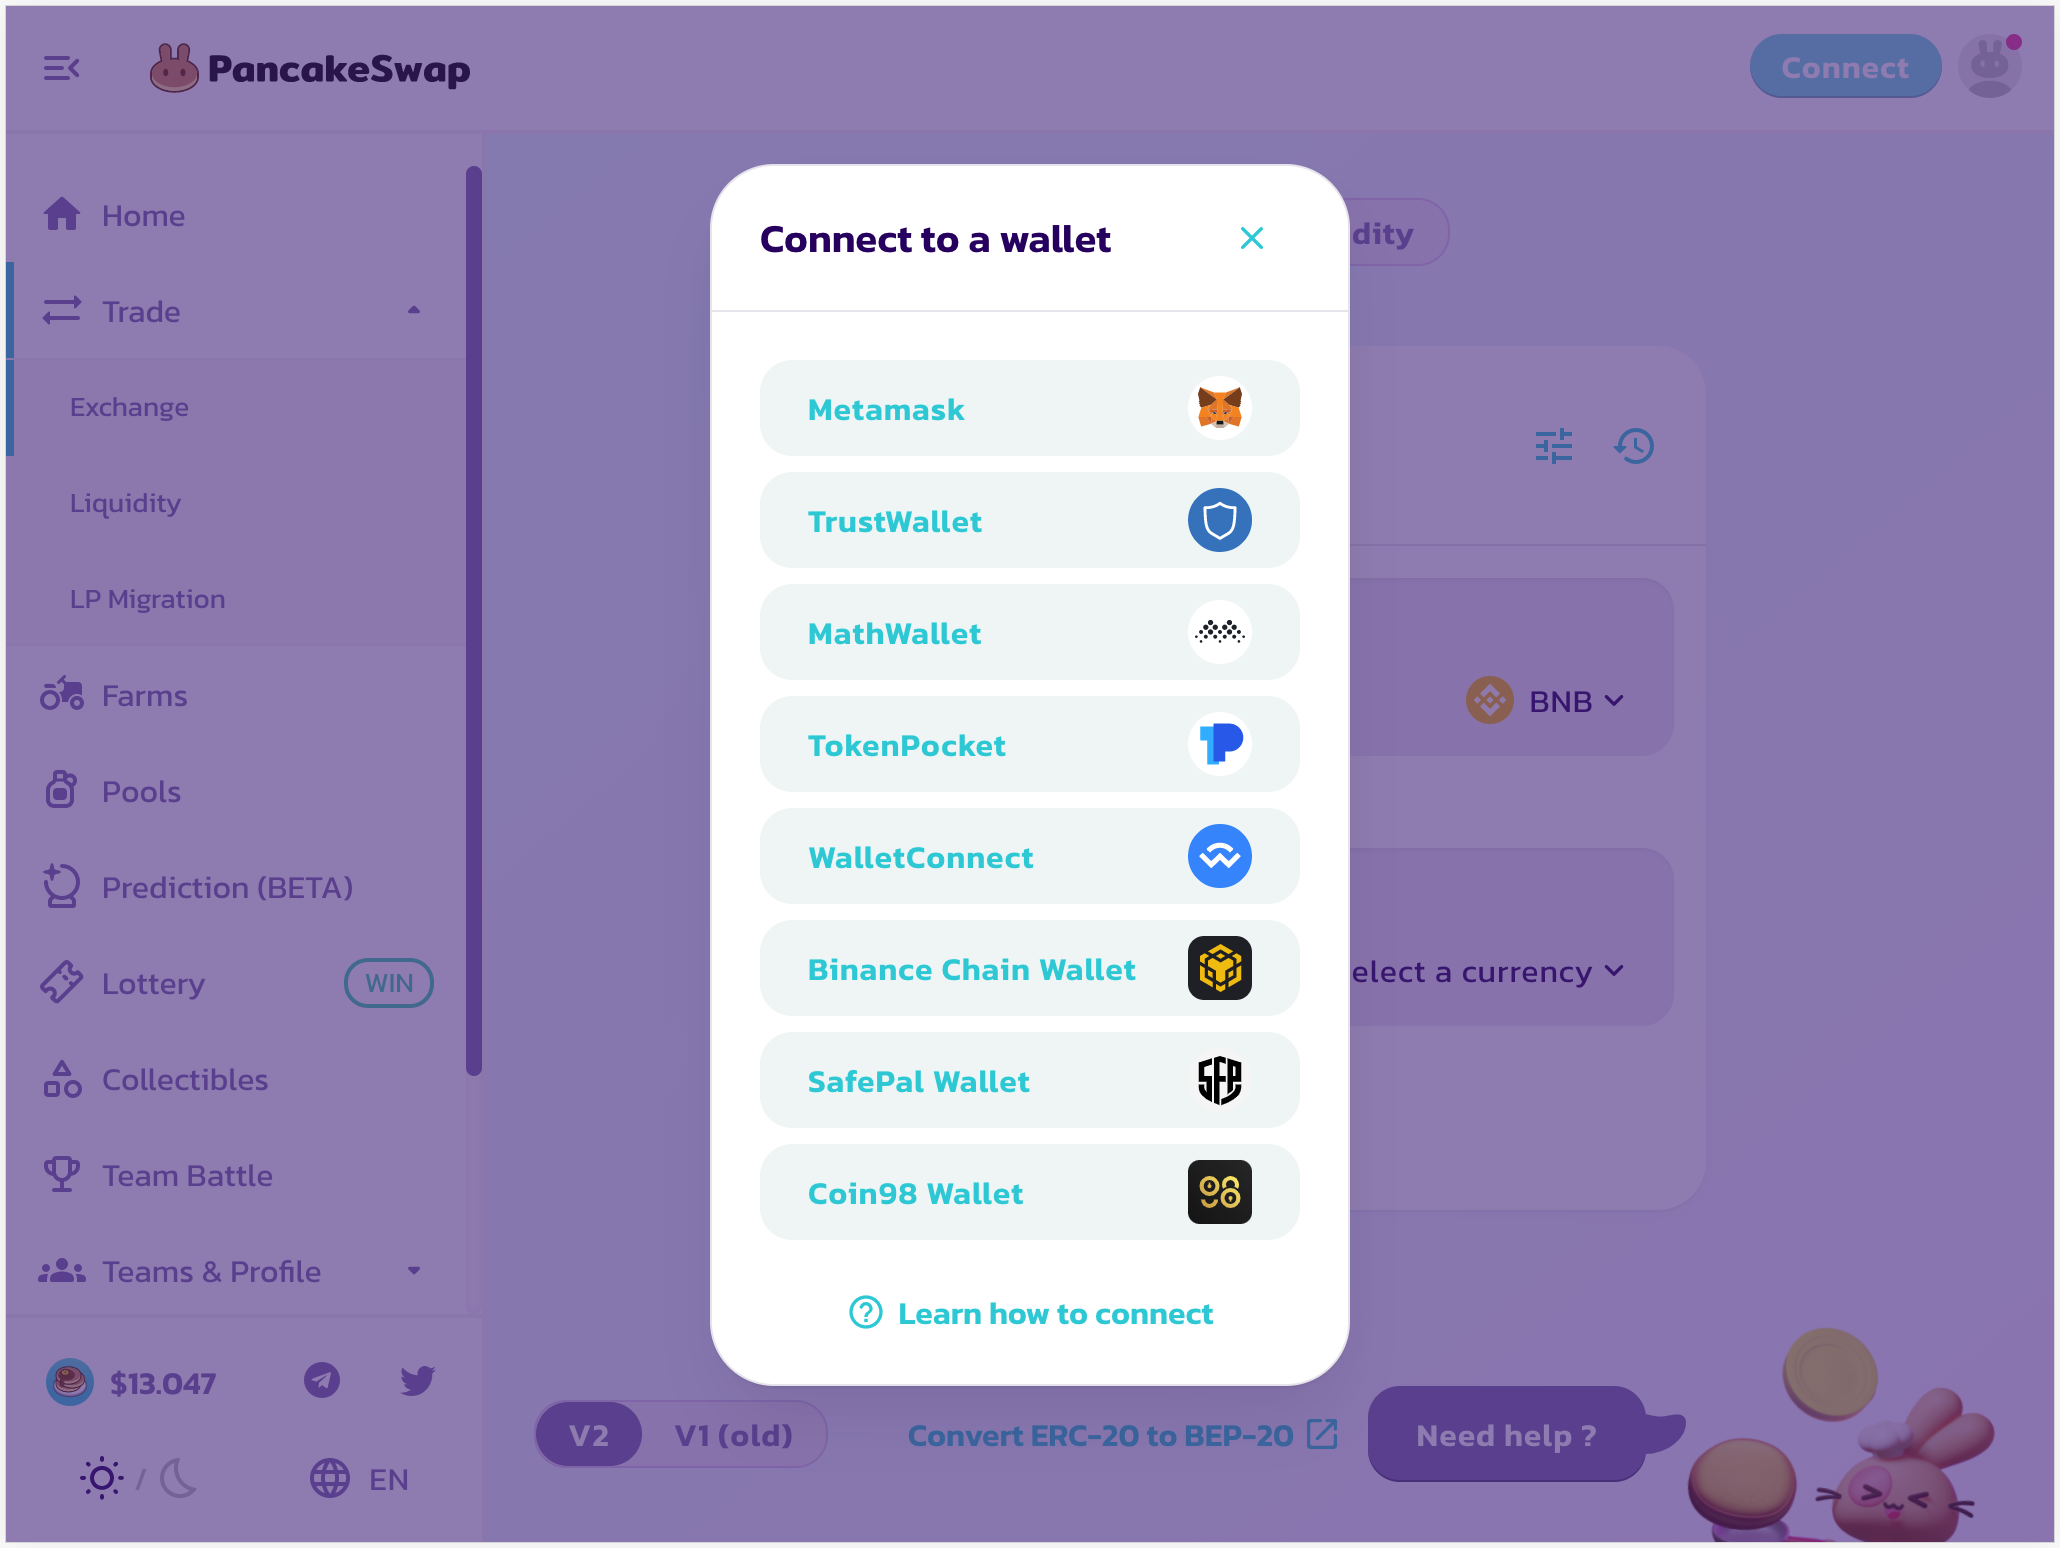 PancakeSwap
Connect
Home
Trade
Exchange
Liquidity
LP Migration
Farms
Pools
Prediction (BETA)
Lottery
WIN
Collectibles
Team Battle
Teams & Profile
$13.047
/
EN
Connect to a wallet
Metamask
TrustWallet
MathWallet
TokenPocket
WalletConnect
Binance Chain Wallet
SafePal Wallet
SFP
Coin98 Wallet
98
Learn how to connect
dity
BNB
elect a currency
V2
V1 (old)
Convert ERC-20 to BEP-20
Need help ?